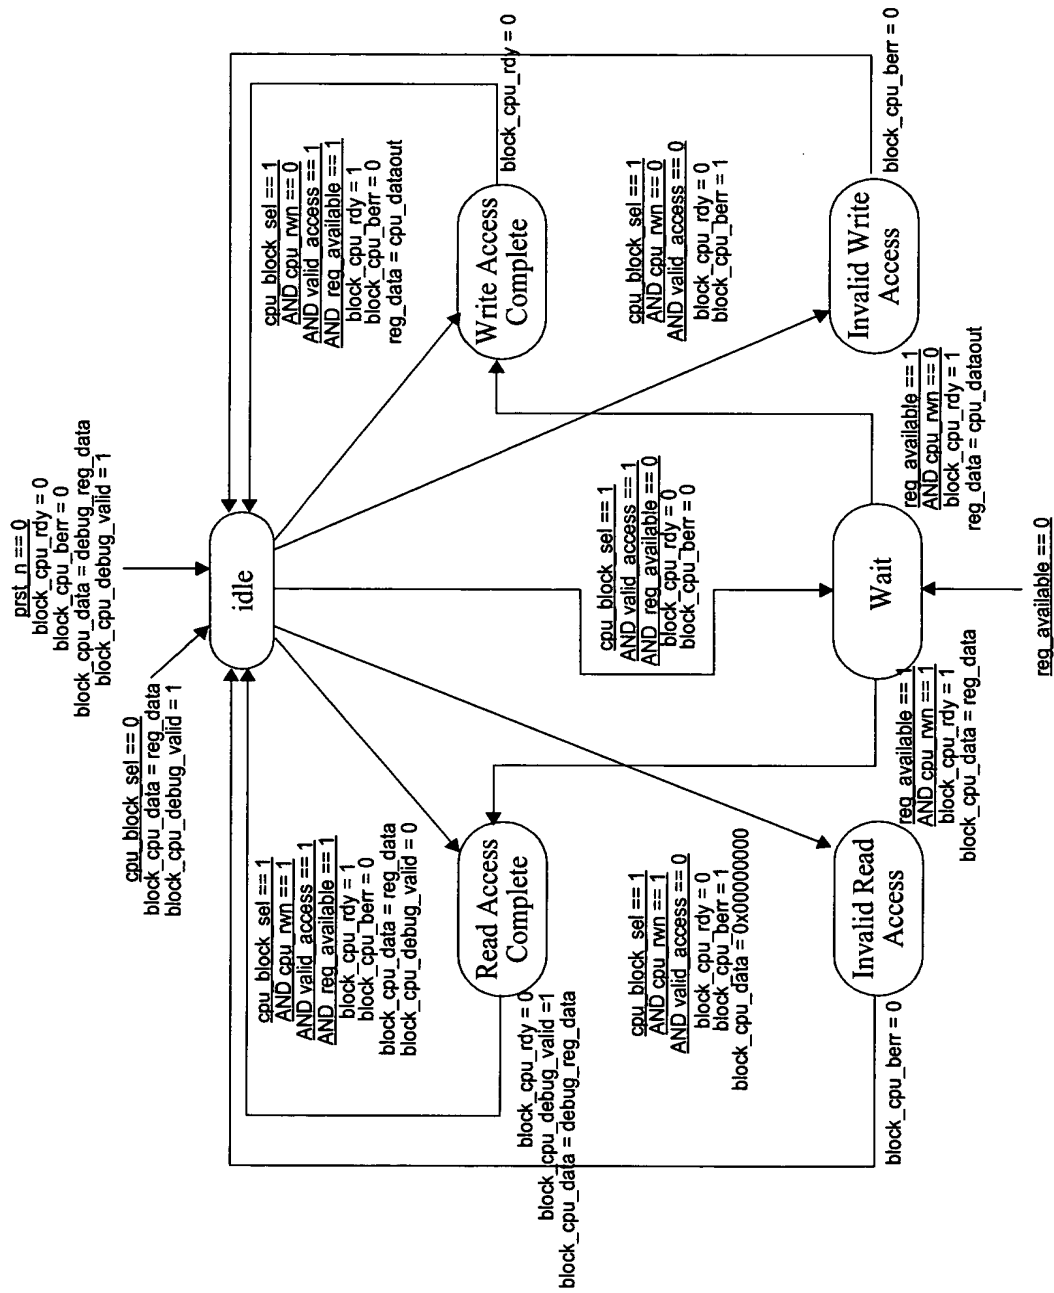 prst_n == 0
block_cpu_rdy = 0
block_cpu_berr = 0
block_cpu_data = debug_reg_data
block_cpu_debug_valid = 1
cpu_block_sel == 0
block_cpu_data = reg_data
block_cpu_debug_valid = 1
idle
cpu_block_sel == 1
AND cpu_rwn == 1
AND valid_access == 1
AND reg_available == 1
block_cpu_rdy = 1
block_cpu_berr = 0
block_cpu_data = reg_data
block_cpu_debug_valid = 0
cpu_block_sel == 1
AND cpu_rwn == 0
AND valid_access == 1
AND reg_available == 1
block_cpu_rdy = 1
block_cpu_berr = 0
reg_data = cpu_dataout
Read Access
Complete
Write Access
Complete
block_cpu_rdy = 0
block_cpu_debug_valid =1
block_cpu_data = debug_reg_data
block_cpu_rdy = 0
cpu_block_sel == 1
AND valid_access == 1
AND reg_available == 0
block_cpu_rdy = 0
block_cpu_berr = 0
cpu_block_sel == 1
AND cpu_rwn == 1
AND valid_access == 0
block_cpu_rdy = 0
block_cpu_berr = 1
block_cpu_data = 0x00000000
cpu_block_sel == 1
AND cpu_rwn == 0
AND valid_access == 0
block_cpu_rdy = 0
block_cpu_berr = 1
Invalid Read
Access
Wait
Invalid Write
Access
block_cpu_berr = 0
reg_available == 1
AND cpu_rwn == 1
block_cpu_rdy = 1
block_cpu_data = reg_data
reg_available == 1
AND cpu_rwn == 0
block_cpu_rdy = 1
reg_data = cpu_dataout
block_cpu_berr = 0
reg_available == 0